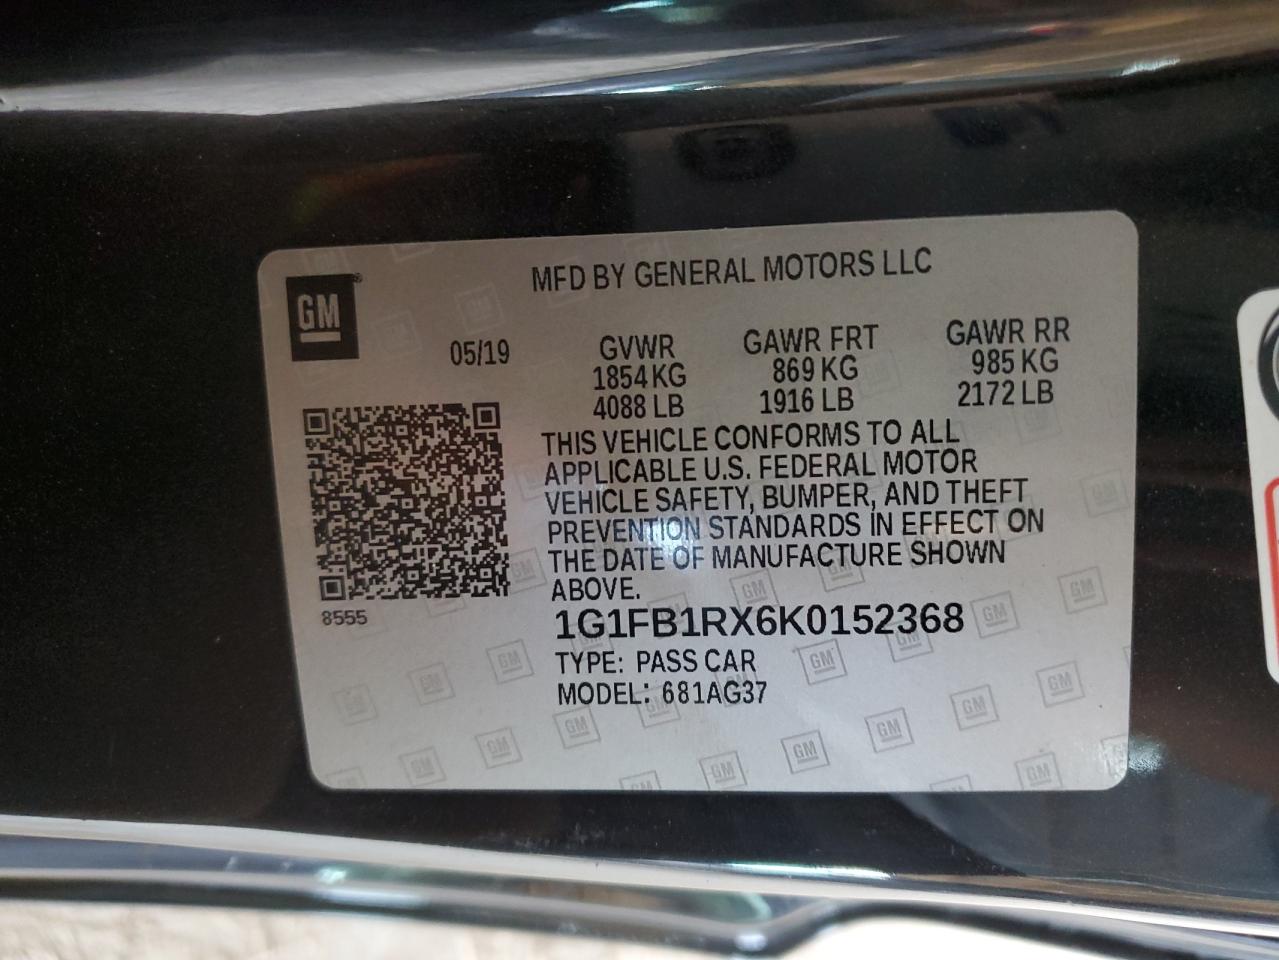 MFD BY GENERAL MOTORS LLC
GM®
05/19
GVWR
1854 KG
4088 LB
GAWR FRT
869 KG
1916 LB
GAWR RR
985 KG
2172 LB
THIS VEHICLE CONFORMS TO ALL
APPLICABLE U.S. FEDERAL MOTOR
VEHICLE SAFETY, BUMPER, AND THEFT
PREVENTION STANDARDS IN EFFECT ON
THE DATE OF MANUFACTURE SHOWN
ABOVE.
8555
1G1FB1RX6K0152368
TYPE: PASS CAR
MODEL: 681AG37